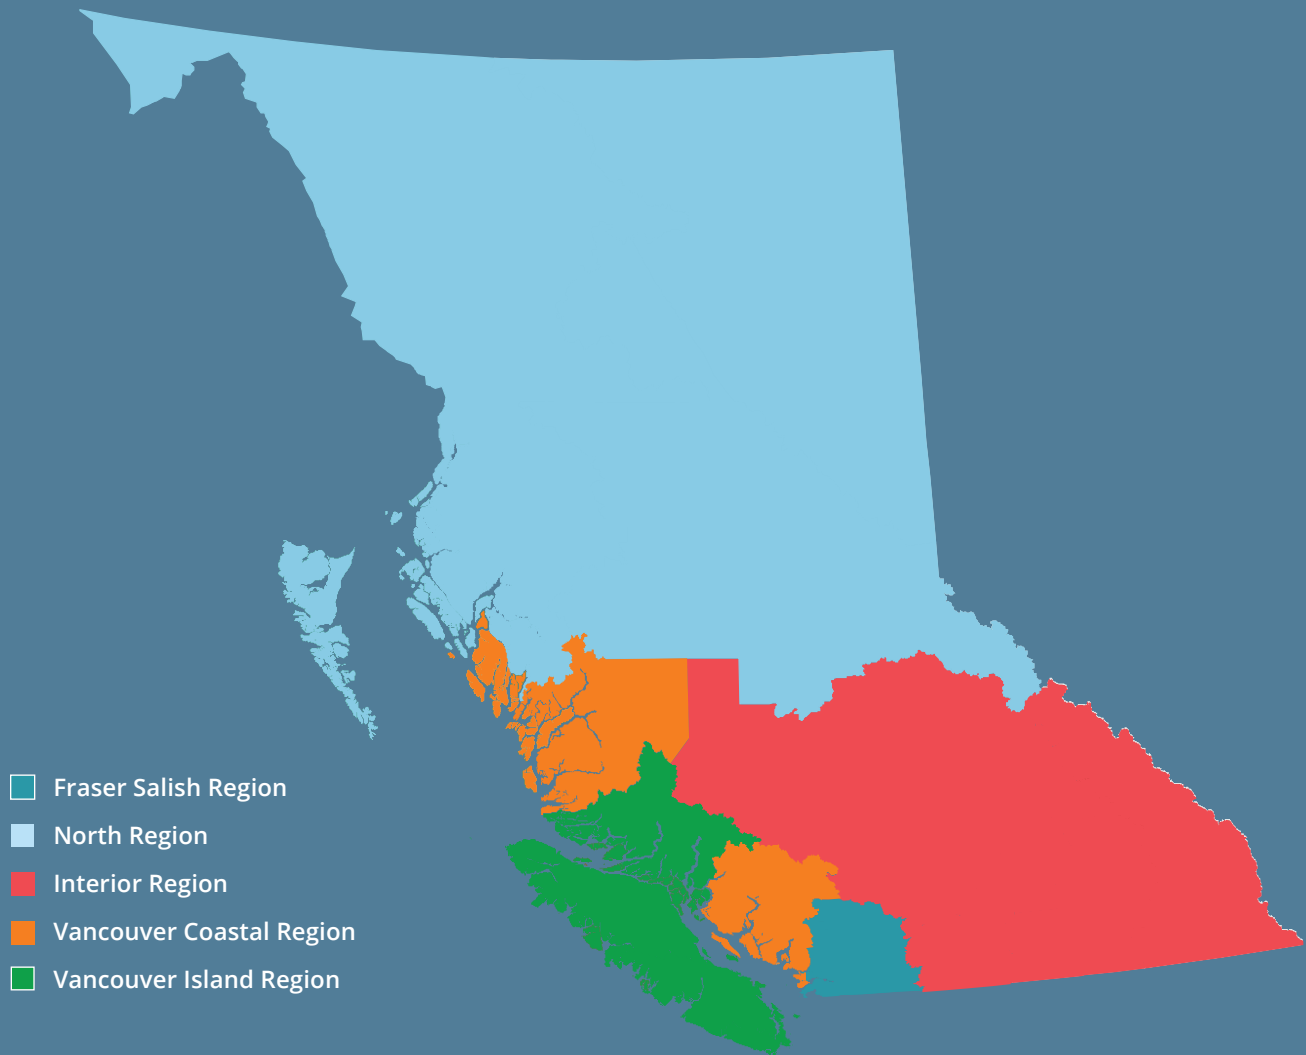 Fraser Salish Region
North Region
Interior Region
Vancouver Coastal Region
Vancouver Island Region